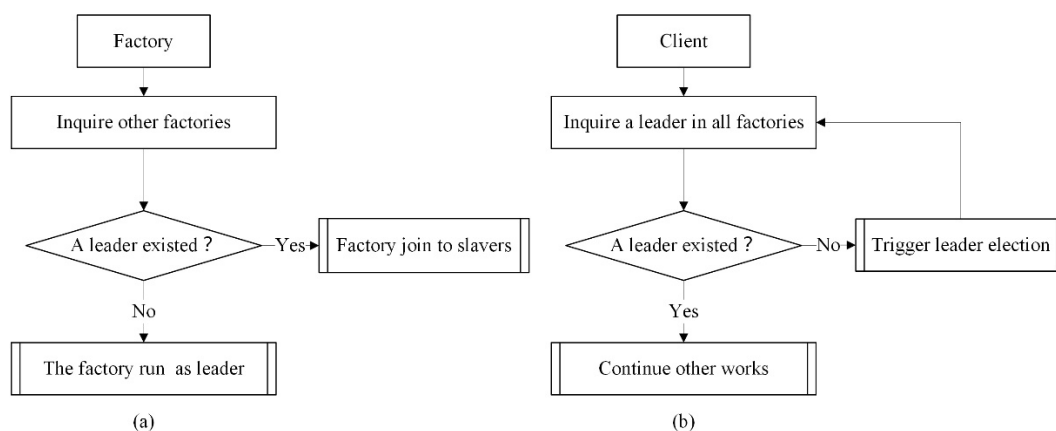 Factory
Inquire other factories
A leader existed ?
Yes
Factory join to slavers
No
The factory run as leader
(a)
Client
Inquire a leader in all factories
A leader existed ?
No
Trigger leader election
Yes
Continue other works
(b)